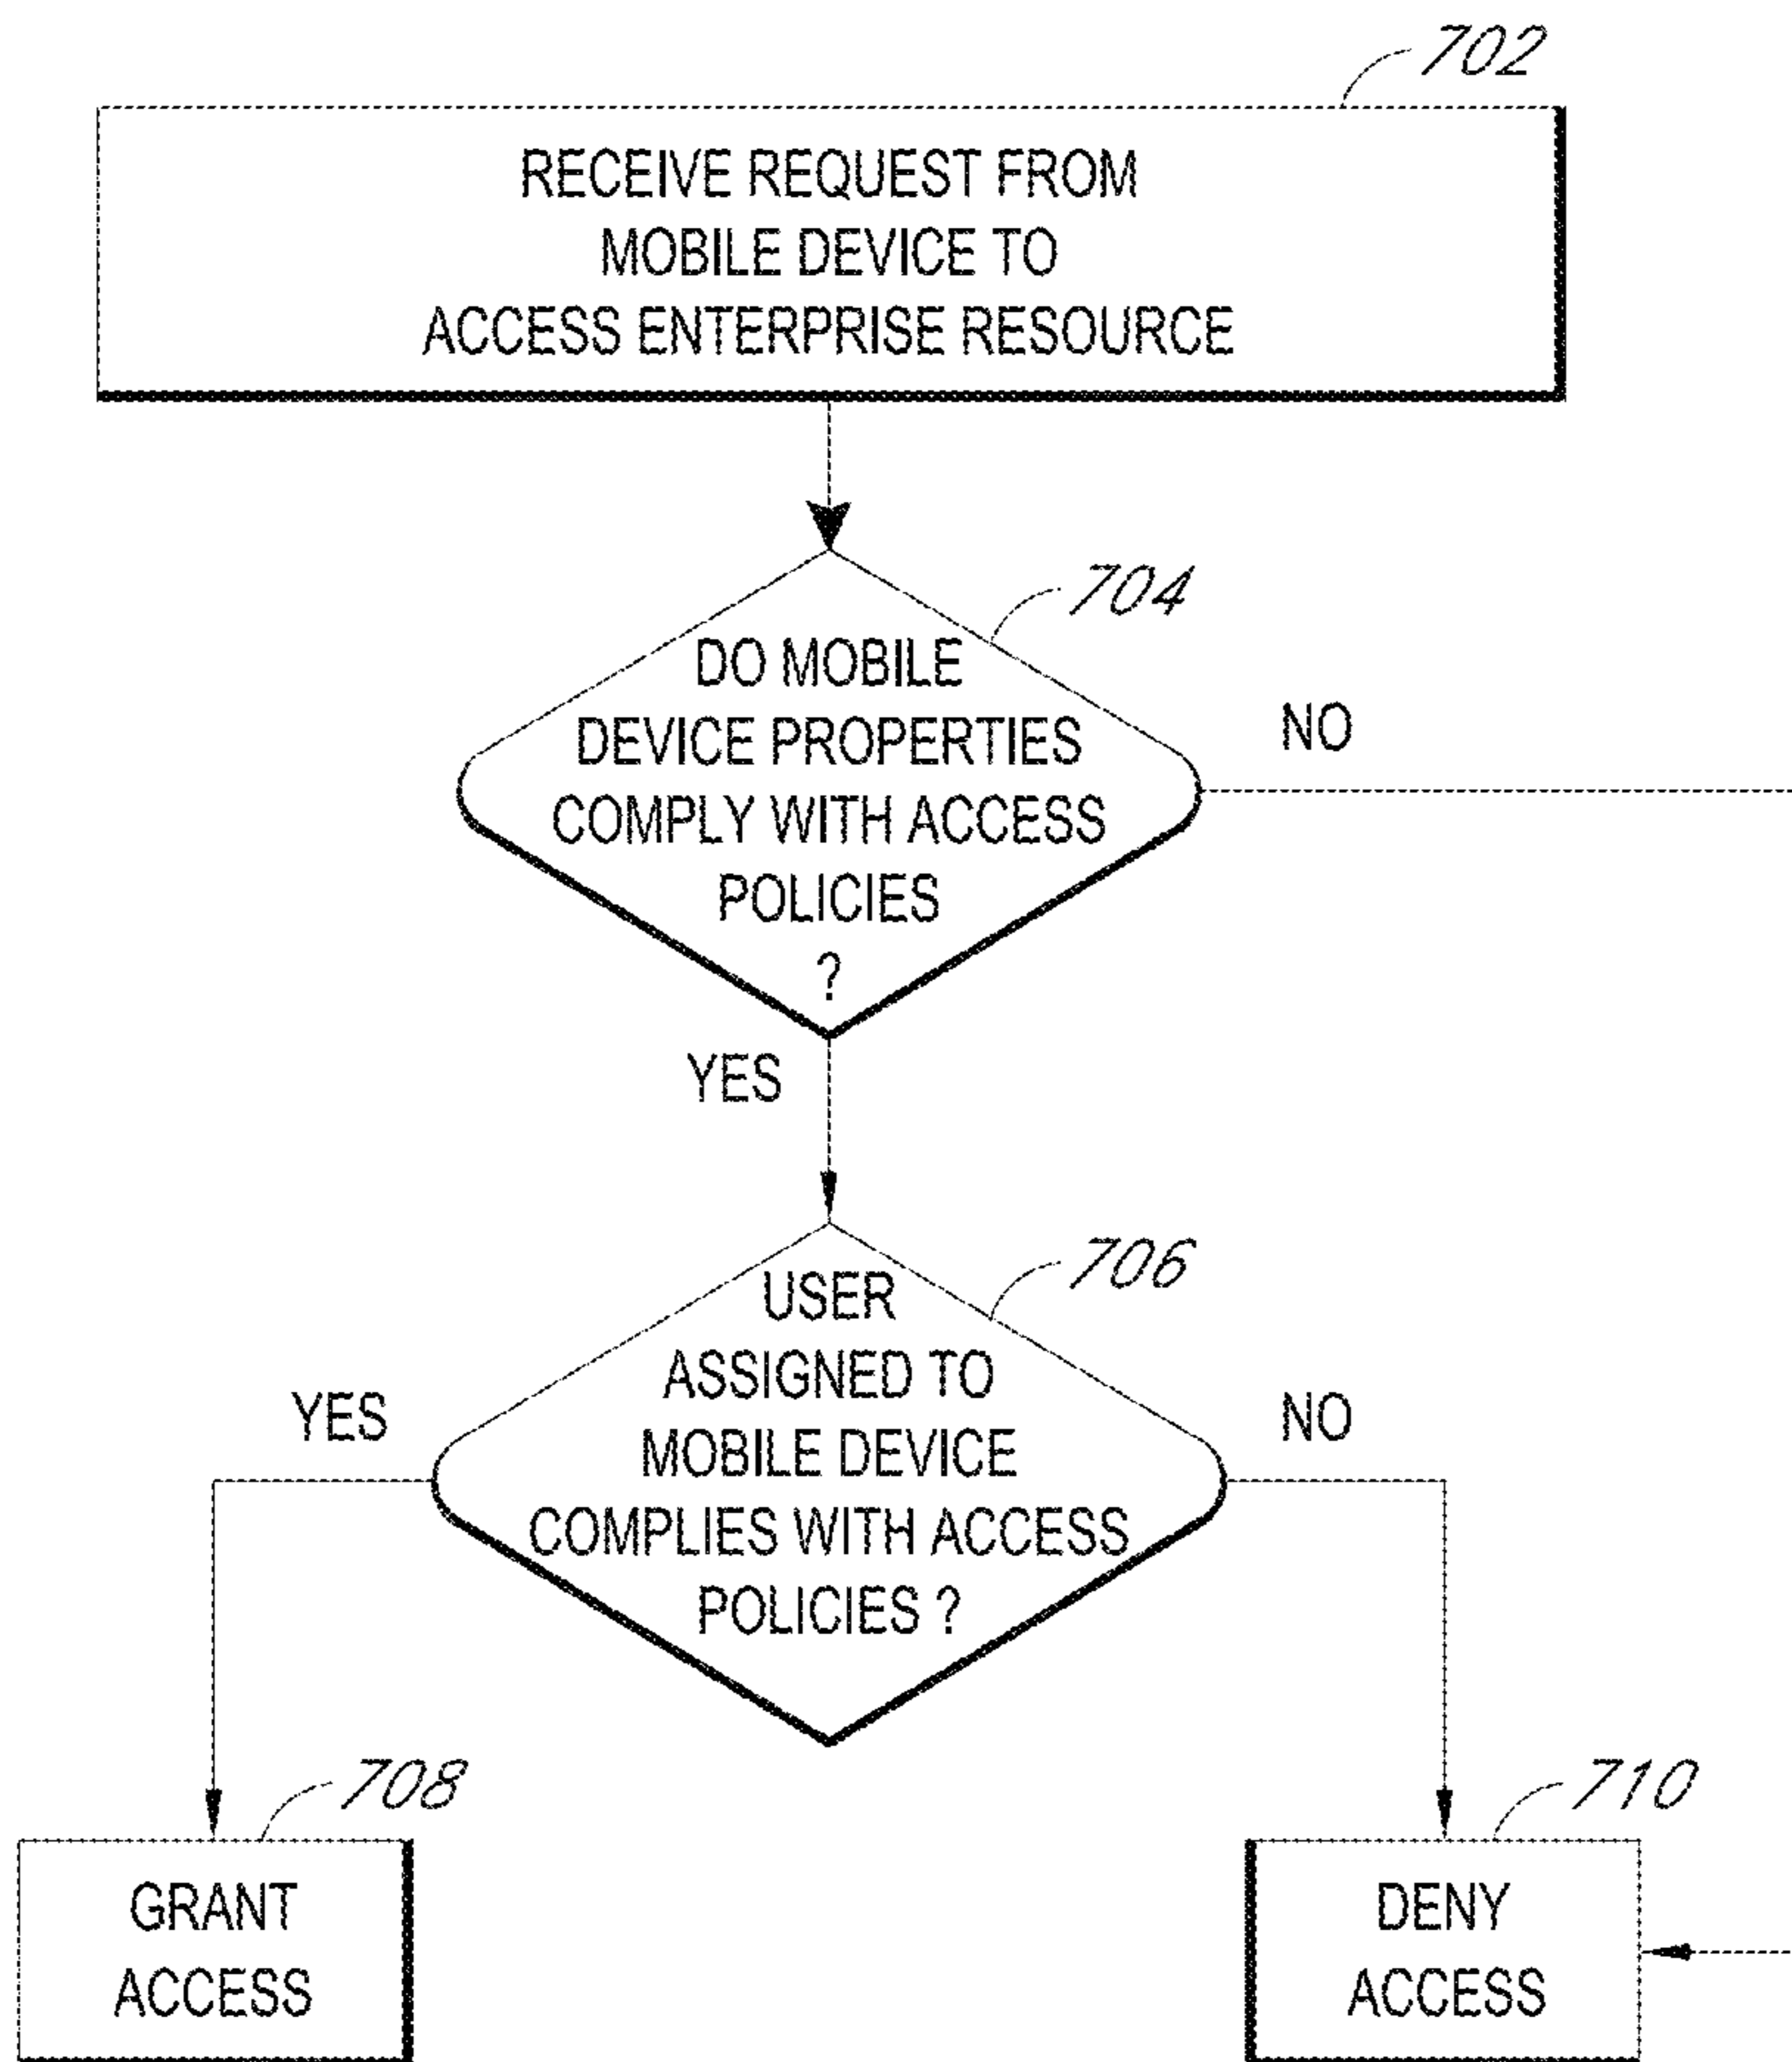 702
RECEIVE REQUEST FROM
MOBILE DEVICE TO
ACCESS ENTERPRISE RESOURCE
704
DO MOBILE
DEVICE PROPERTIES
COMPLY WITH ACCESS
POLICIES
?
NO
YES
706
USER
ASSIGNED TO
MOBILE DEVICE
COMPLIES WITH ACCESS
POLICIES ?
YES
NO
708
GRANT
ACCESS
710
DENY
ACCESS